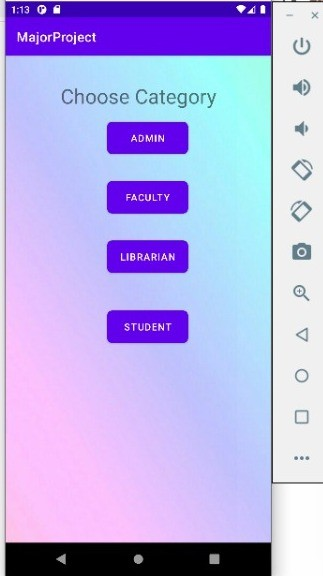 1:13
MajorProject
Choose Category
ADMIN
FACULTY
LIBRARIAN
STUDENT